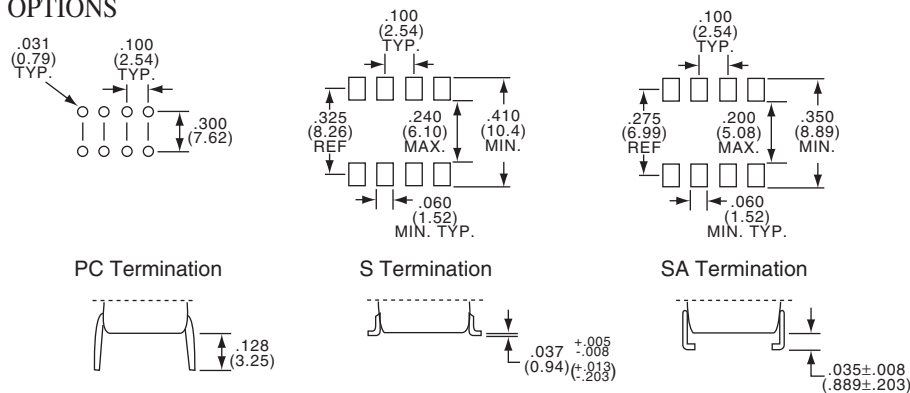 OPTIONS
.031
(0.79)
TYP.
.100
(2.54)
TYP.
.300
(7.62)
.100
(2.54)
TYP.
.325
(8.26)
REF
.240
(6.10)
MAX.
.410
(10.4)
MIN.
.060
(1.52)
MIN. TYP.
.100
(2.54)
TYP.
.275
(6.99)
REF
.200
(5.08)
MAX.
.350
(8.89)
MIN.
.060
(1.52)
MIN. TYP.
PC Termination
S Termination
SA Termination
.128
(3.25)
.037 +.005 -.008
(0.94)(+.013 -.203)
.035±.008
(.889±.203)